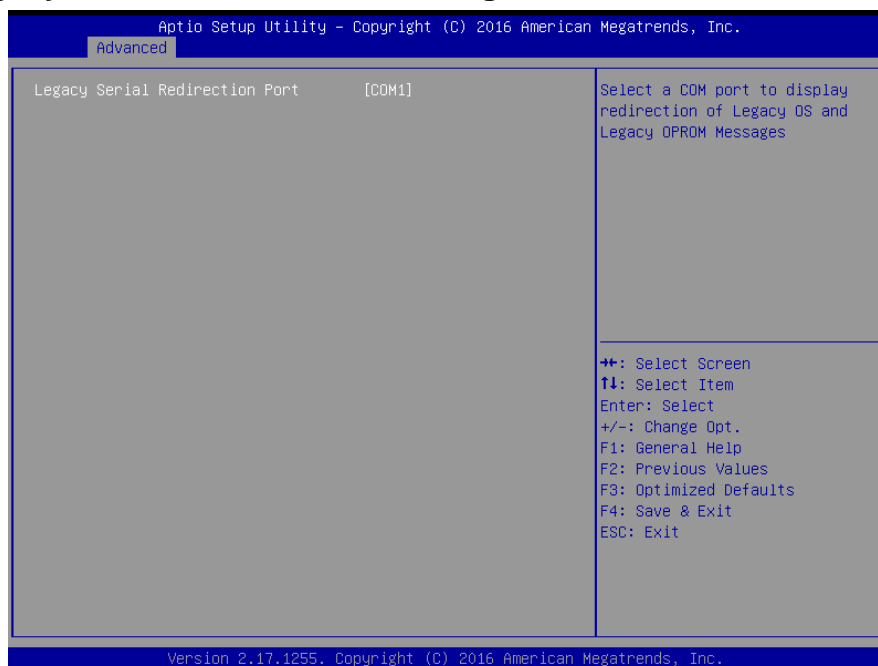 Aptio Setup Utility – Copyright (C) 2016 American Megatrends, Inc.
Advanced
Legacy Serial Redirection Port [COM1]
Select a COM port to display
redirection of Legacy OS and
Legacy OPROM Messages
→←: Select Screen
↑↓: Select Item
Enter: Select
+/-: Change Opt.
F1: General Help
F2: Previous Values
F3: Optimized Defaults
F4: Save & Exit
ESC: Exit
Version 2.17.1255. Copyright (C) 2016 American Megatrends, Inc.